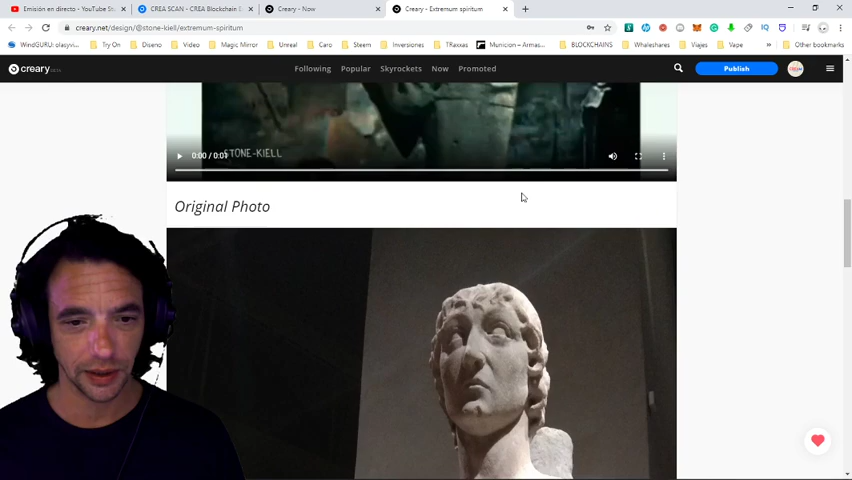 Emisión en directo - YouTube St
CREA SCAN - CREA Blockchain E
Creary - Now
Creary - Extremum spiritum
creary.net/design/@stone-kiell/extremum-spiritum
WindGURU: olasyvi...
Try On
Diseno
Video
Magic Mirror
Unreal
Caro
Steem
Inversiones
TRaxxas
Municion – Armas...
BLOCKCHAINS
Whaleshares
Viajes
Vape
»
Other bookmarks
creary BETA
Following
Popular
Skyrockets
Now
Promoted
Publish
0:00 / 0:01
STONE-KIELL
Original Photo